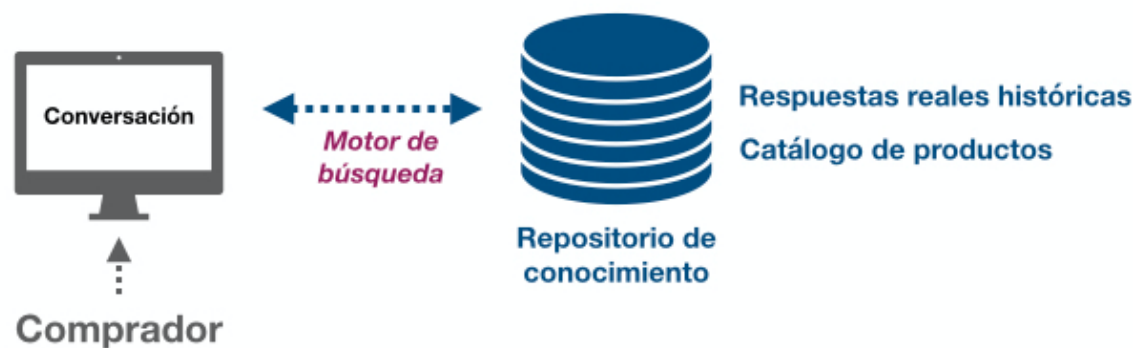 Conversación
Motor de
búsqueda
Respuestas reales históricas
Catálogo de productos
Repositorio de
conocimiento
Comprador